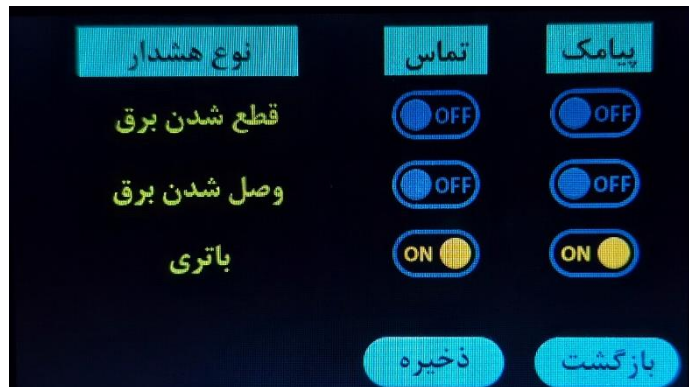 پیامک تماس نوع هشدار
OFF OFF قطع شدن برق
OFF OFF وصل شدن برق
ON ON باتری
بازگشت ذخیره